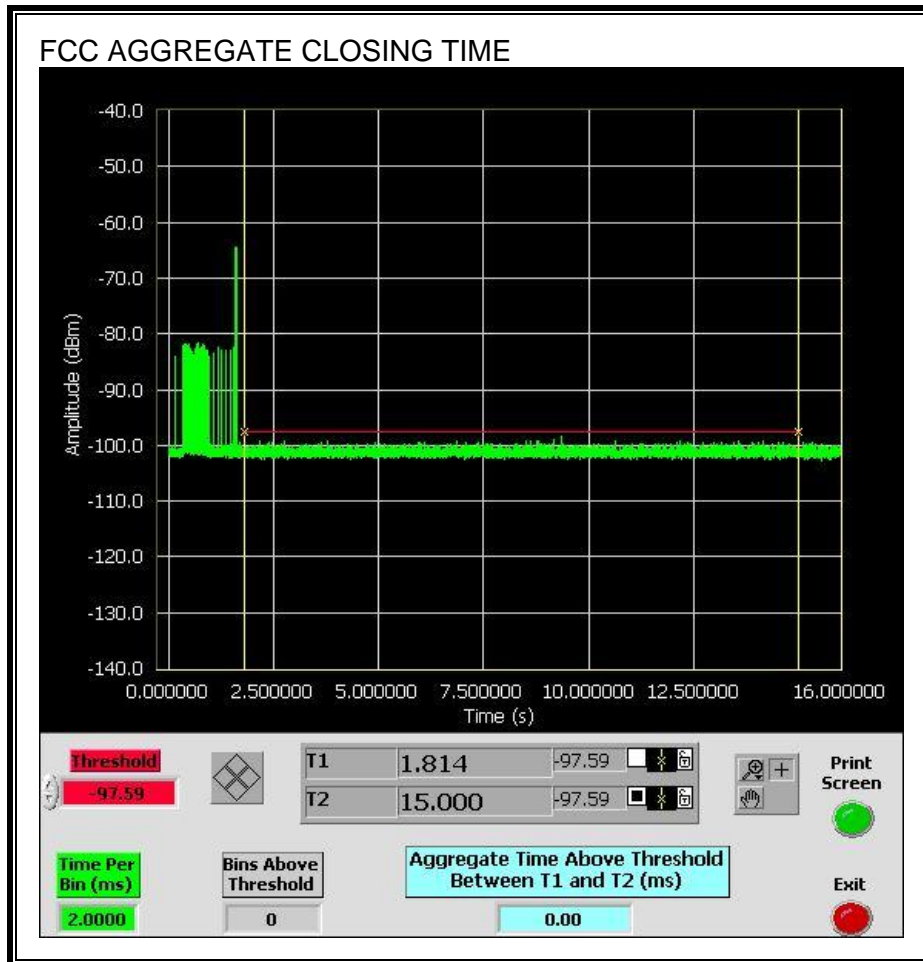 FCC AGGREGATE CLOSING TIME
-40.0
-50.0
-60.0
-70.0
-80.0
-90.0
-100.0
-110.0
-120.0
-130.0
-140.0
Amplitude (dBm)
0.000000 2.500000 5.000000 7.500000 10.000000 12.500000 16.000000
Time (s)
Threshold
-97.59
T1 1.814 -97.59
T2 15.000 -97.59
Print
Screen
Time Per
Bin (ms)
2.0000
Bins Above
Threshold
0
Aggregate Time Above Threshold
Between T1 and T2 (ms)
0.00
Exit